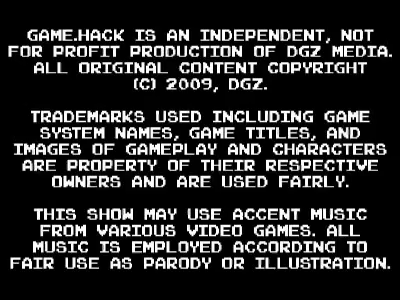 GAME.HACK IS AN INDEPENDENT, NOT
FOR PROFIT PRODUCTION OF DGZ MEDIA.
ALL ORIGINAL CONTENT COPYRIGHT
(C) 2009, DGZ.
TRADEMARKS USED INCLUDING GAME
SYSTEM NAMES, GAME TITLES, AND
IMAGES OF GAMEPLAY AND CHARACTERS
ARE PROPERTY OF THEIR RESPECTIVE
OWNERS AND ARE USED FAIRLY.
THIS SHOW MAY USE ACCENT MUSIC
FROM VARIOUS VIDEO GAMES. ALL
MUSIC IS EMPLOYED ACCORDING TO
FAIR USE AS PARODY OR ILLUSTRATION.